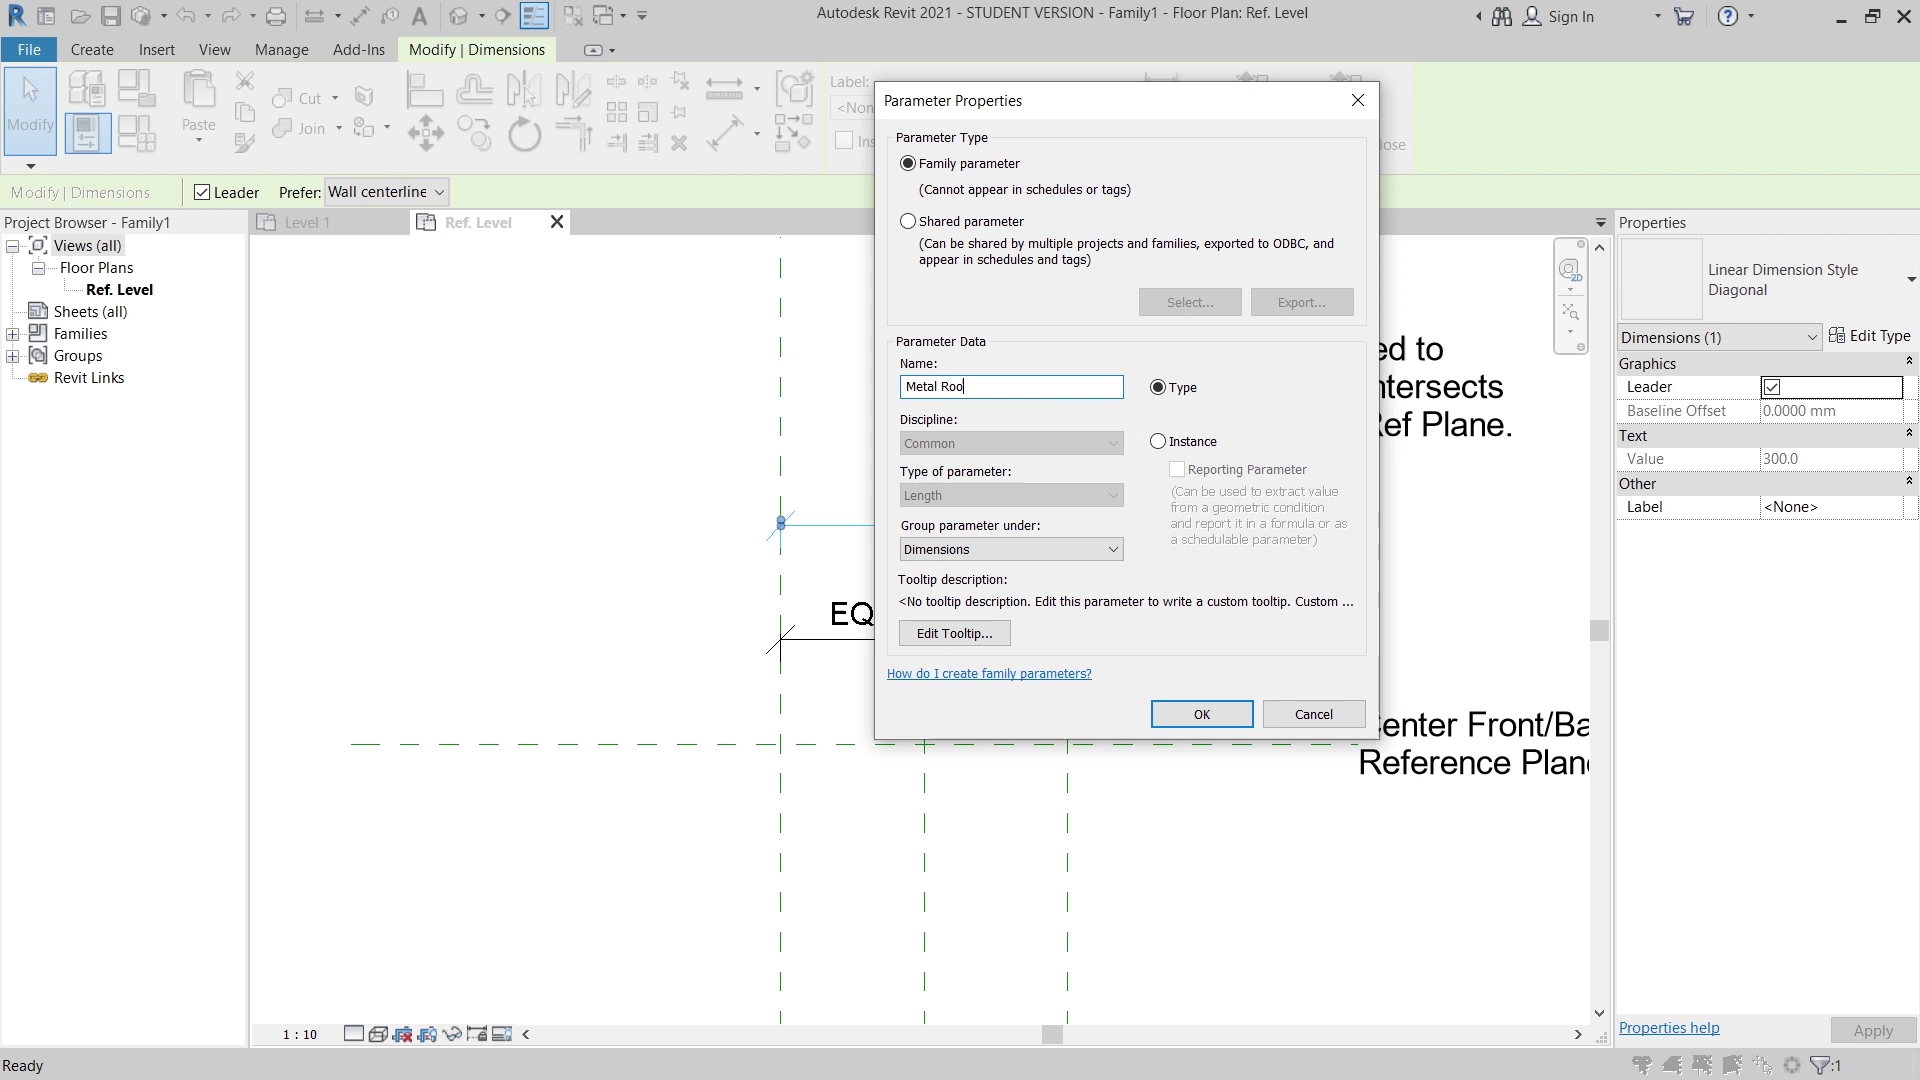 Autodesk Revit 2021 - STUDENT VERSION - Family1 - Floor Plan: Ref. Level
Sign In
File
Create
Insert
View
Manage
Add-Ins
Modify | Dimensions
Modify
Paste
Cut
Join
Label:
<Non
Ins
lose
Modify | Dimensions
Leader
Prefer:
Wall centerline
Project Browser - Family1
Views (all)
Floor Plans
Ref. Level
Sheets (all)
Families
Groups
Revit Links
Level 1
Ref. Level
EQ
ed to
ntersects
Ref Plane.
Center Front/Ba
Reference Plan
2D
Parameter Properties
Parameter Type
Family parameter
(Cannot appear in schedules or tags)
Shared parameter
(Can be shared by multiple projects and families, exported to ODBC, and
appear in schedules and tags)
Select...
Export...
Parameter Data
Name:
Metal Roo
Type
Discipline:
Common
Instance
Type of parameter:
Reporting Parameter
Length
(Can be used to extract value
from a geometric condition
and report it in a formula or as
a schedulable parameter)
Group parameter under:
Dimensions
Tooltip description:
<No tooltip description. Edit this parameter to write a custom tooltip. Custom ...
Edit Tooltip...
How do I create family parameters?
OK
Cancel
Properties
Linear Dimension Style
Diagonal
Dimensions (1)
Edit Type
Graphics
Leader
Baseline Offset
0.0000 mm
Text
Value
300.0
Other
Label
<None>
Properties help
Apply
1 : 10
Ready
:1